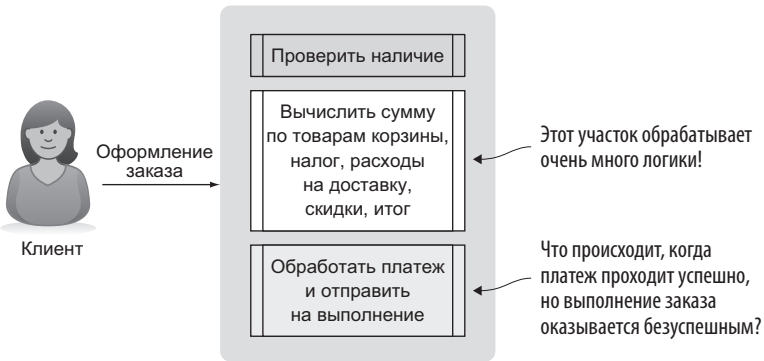 Проверить наличие
Вычислить сумму
по товарам корзины,
налог, расходы
на доставку,
скидки, итог
Этот участок обрабатывает
очень много логики!
Оформление
заказа
Клиент
Обработать платеж
и отправить
на выполнение
Что происходит, когда
платеж проходит успешно,
но выполнение заказа
оказывается безуспешным?